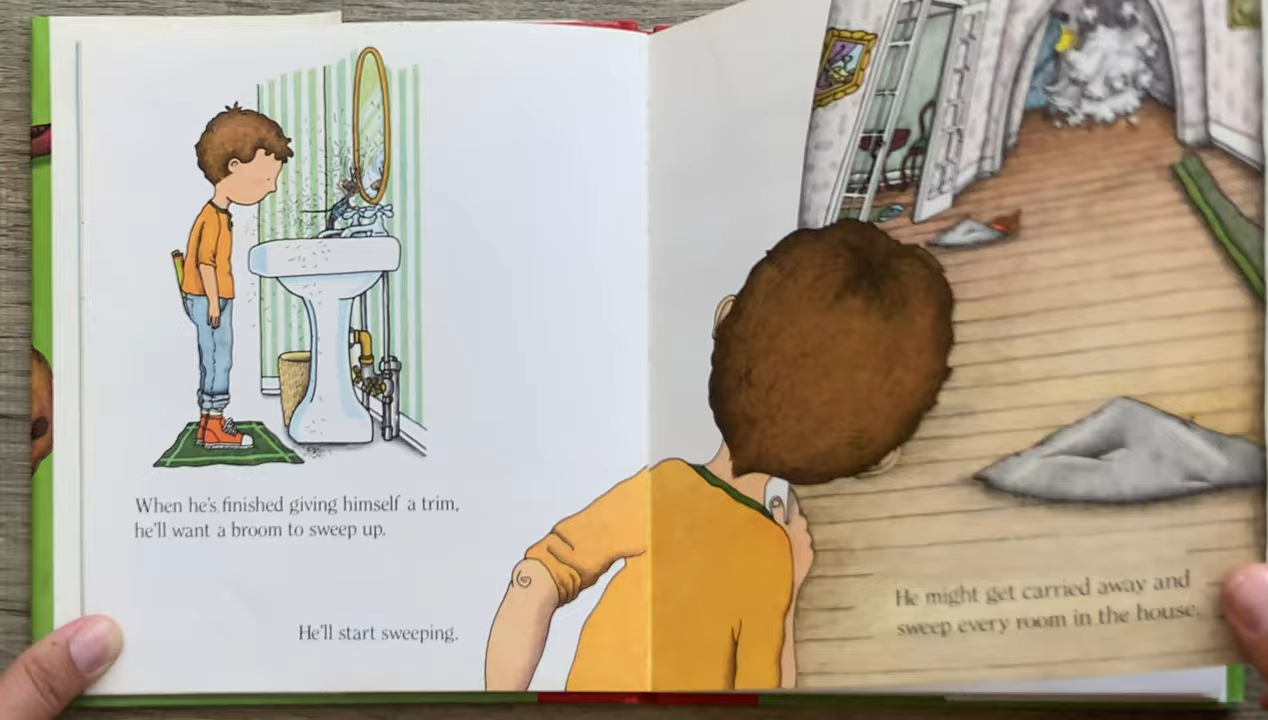 When he's finished giving himself a trim,
he'll want a broom to sweep up.
He'll start sweeping.
He might get carried away and
sweep every room in the house.